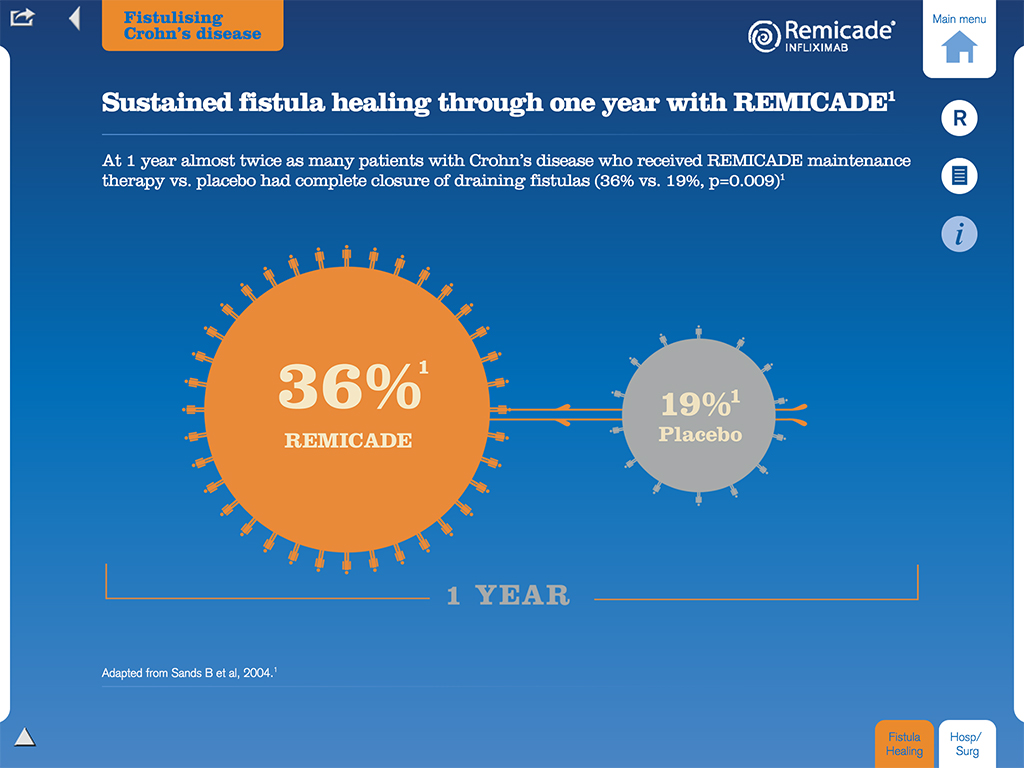 Fistulising
Crohn's disease
Remicade®
INFLIXIMAB
Main menu
Sustained fistula healing through one year with REMICADE¹
R
At 1 year almost twice as many patients with Crohn's disease who received REMICADE maintenance
therapy vs. placebo had complete closure of draining fistulas (36% vs. 19%, p=0.009)¹
i
36%¹
REMICADE
19%¹
Placebo
1 YEAR
Adapted from Sands B et al, 2004.¹
Fistula
Healing
Hosp/
Surg